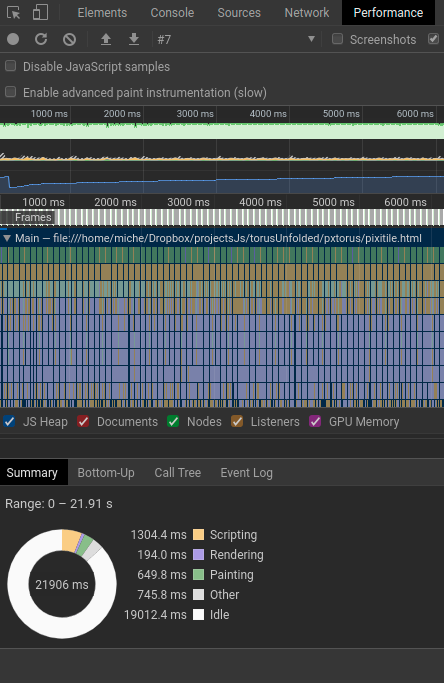 Elements Console Sources Network Performance
#7 Screenshots
Disable JavaScript samples
Enable advanced paint instrumentation (slow)
1000 ms 2000 ms 3000 ms 4000 ms 5000 ms 6000 ms
1000 ms 2000 ms 3000 ms 4000 ms 5000 ms 6000 ms
Frames
Main — file:///home/miche/Dropbox/projectsJs/torusUnfolded/pxtorus/pixitile.html
JS Heap Documents Nodes Listeners GPU Memory
Summary Bottom-Up Call Tree Event Log
Range: 0 – 21.91 s
1304.4 ms Scripting
194.0 ms Rendering
21906 ms 649.8 ms Painting
745.8 ms Other
19012.4 ms Idle